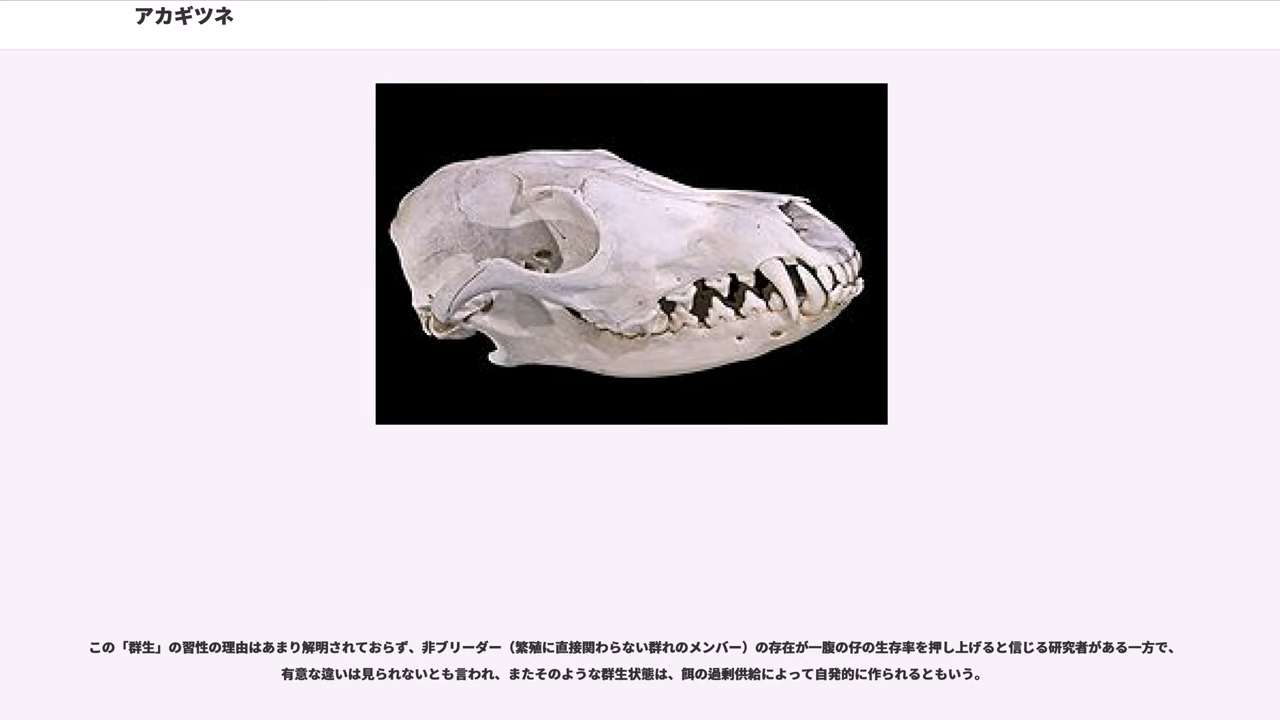 アカギツネ
この「群生」の習性の理由はあまり解明されておらず、非ブリーダー（繁殖に直接関わらない群れのメンバー）の存在が一腹の仔の生存率を押し上げると信じる研究者がある一方で、
有意な違いは見られないとも言われ、またそのような群生状態は、餌の過剰供給によって自発的に作られるともいう。